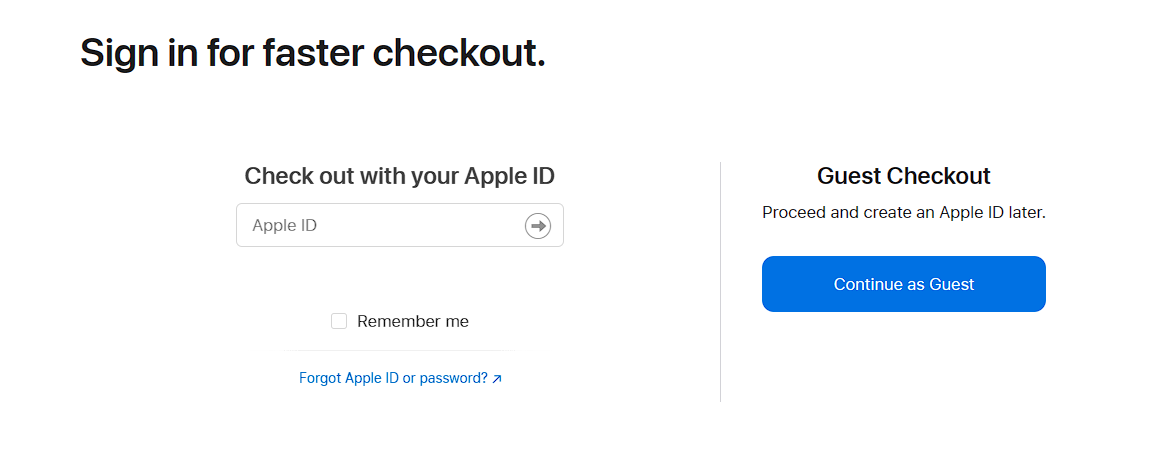 Sign in for faster checkout.
Check out with your Apple ID
Apple ID
Remember me
Forgot Apple ID or password? ↗
Guest Checkout
Proceed and create an Apple ID later.
Continue as Guest